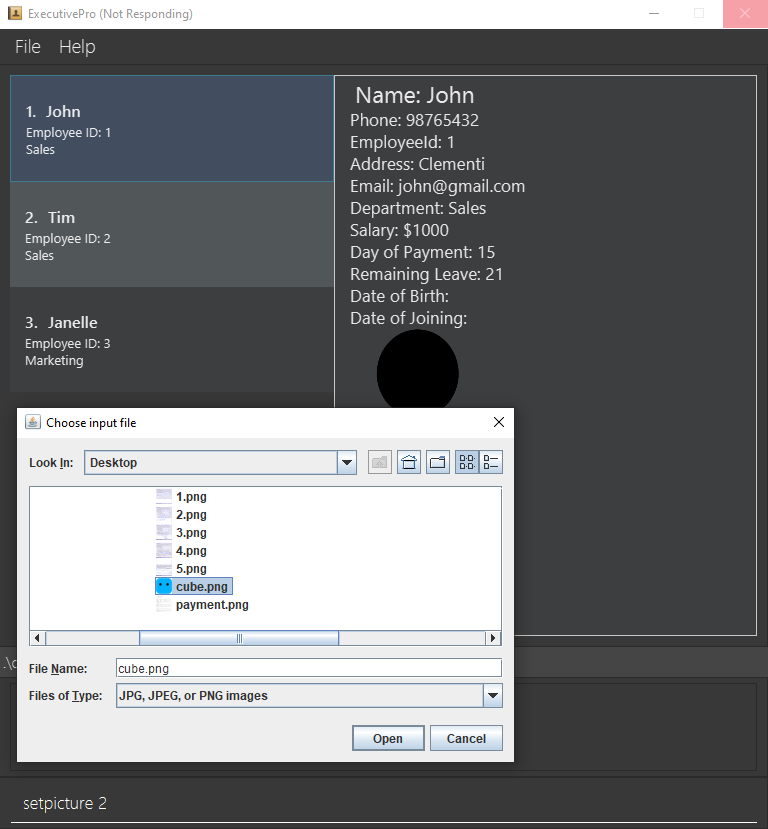 ExecutivePro (Not Responding)
File Help
1. John
Employee ID: 1
Sales
2. Tim
Employee ID: 2
Sales
3. Janelle
Employee ID: 3
Marketing
Name: John
Phone: 98765432
EmployeeId: 1
Address: Clementi
Email: john@gmail.com
Department: Sales
Salary: $1000
Day of Payment: 15
Remaining Leave: 21
Date of Birth:
Date of Joining:
Choose input file
Look In: Desktop
1.png
2.png
3.png
4.png
5.png
cube.png
payment.png
File Name: cube.png
Files of Type: JPG, JPEG, or PNG images
Open Cancel
setpicture 2